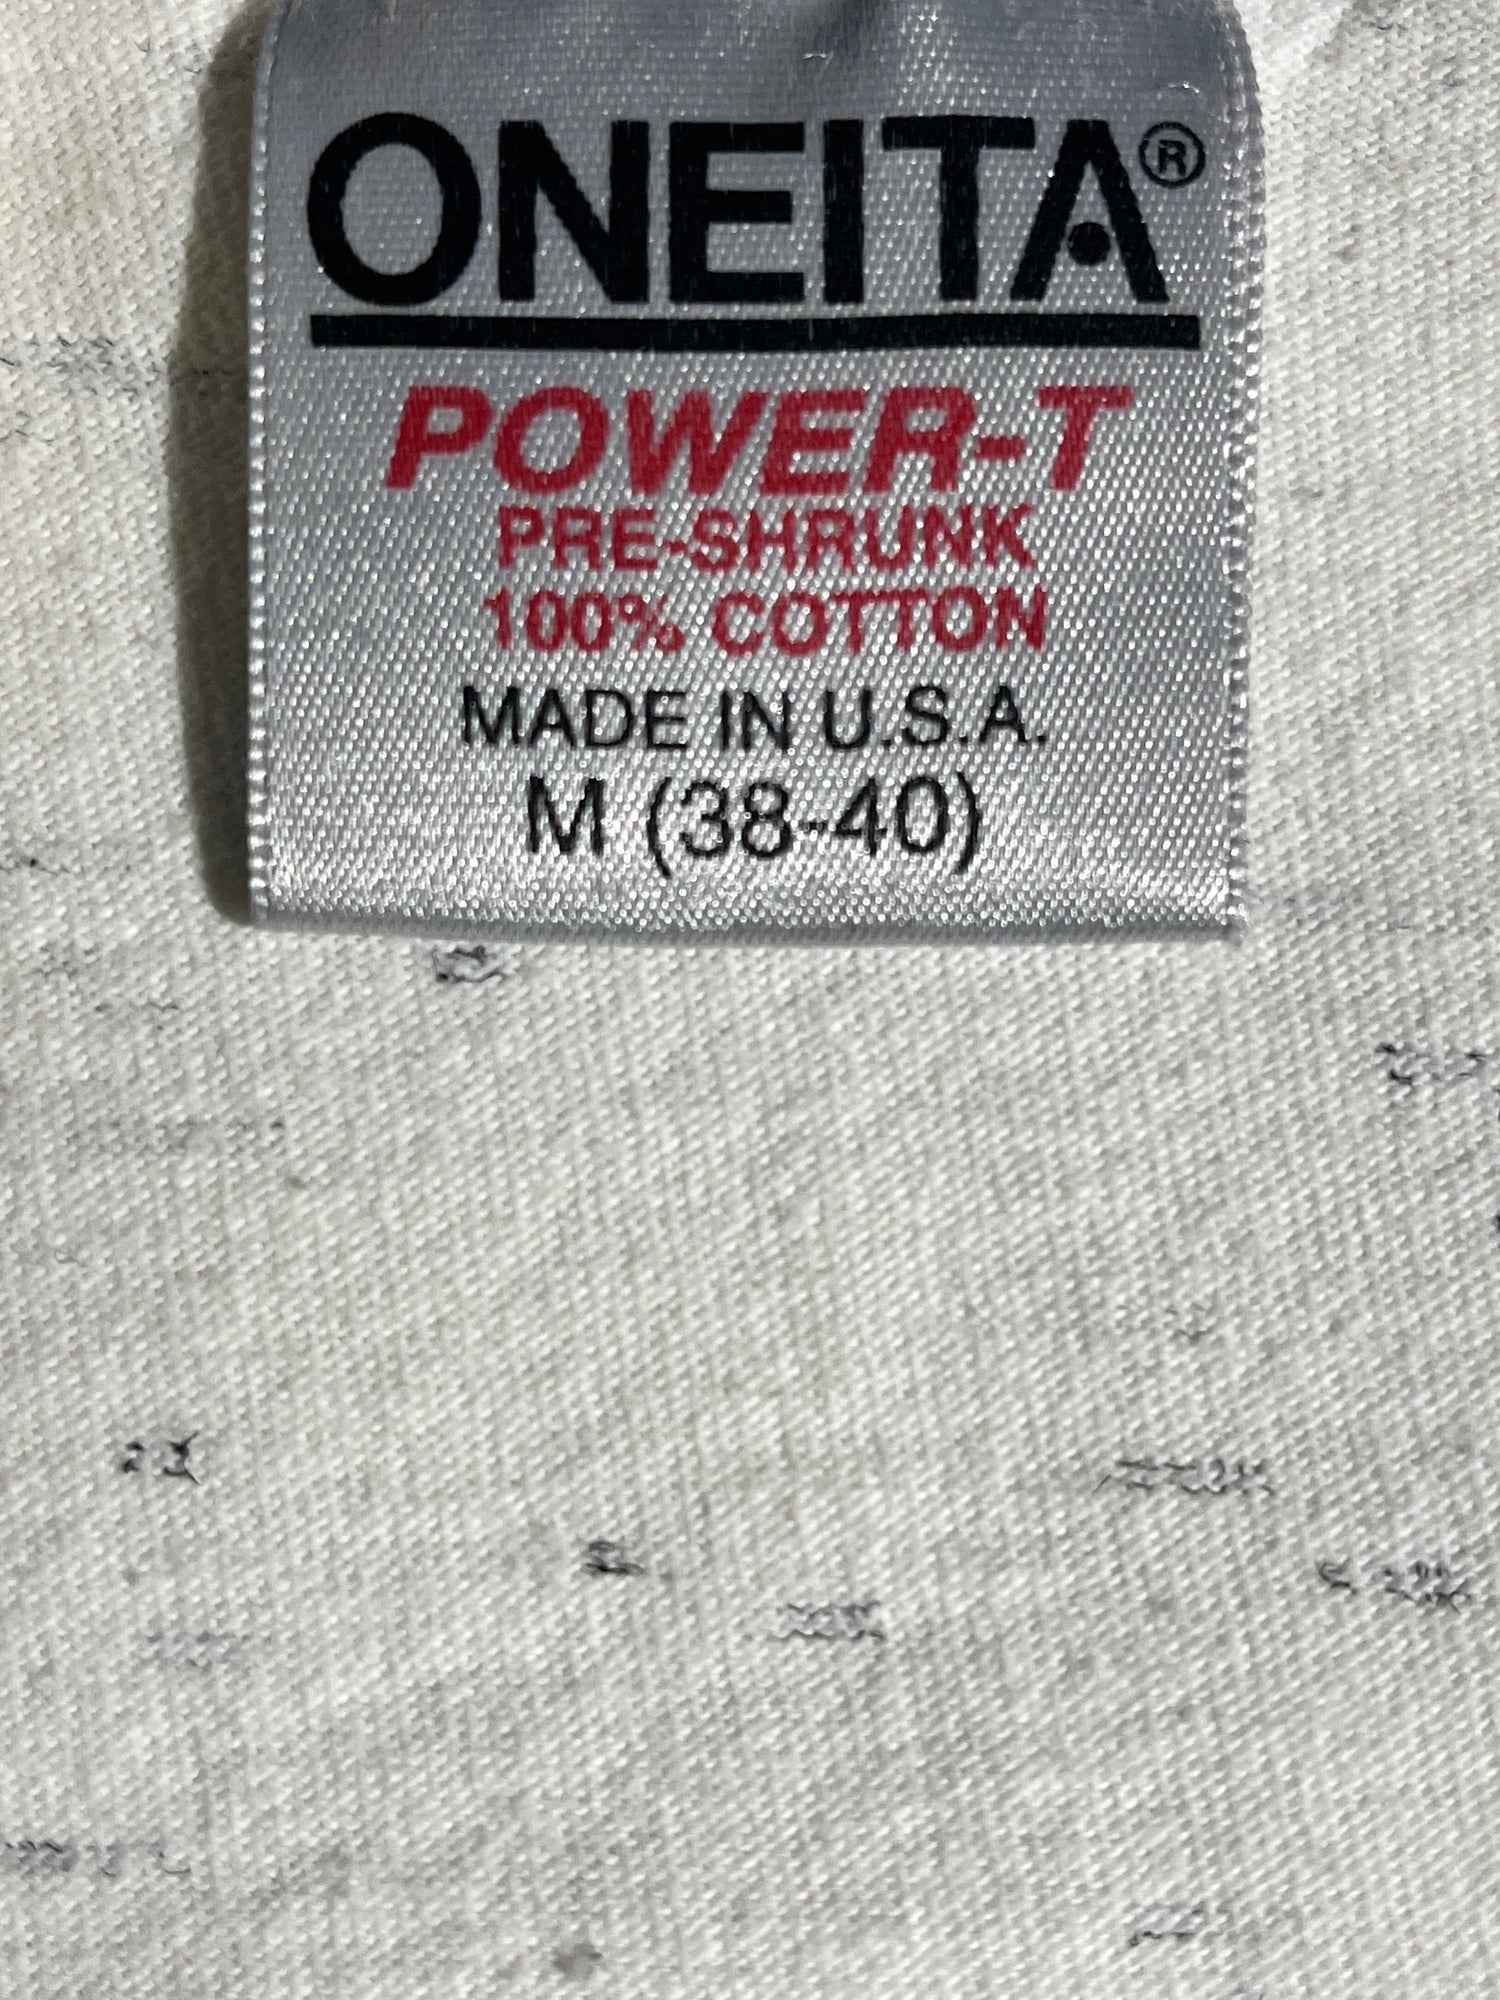 ONEITA®
POWER-T
PRE-SHRUNK
100% COTTON
MADE IN U.S.A.
M (38-40)